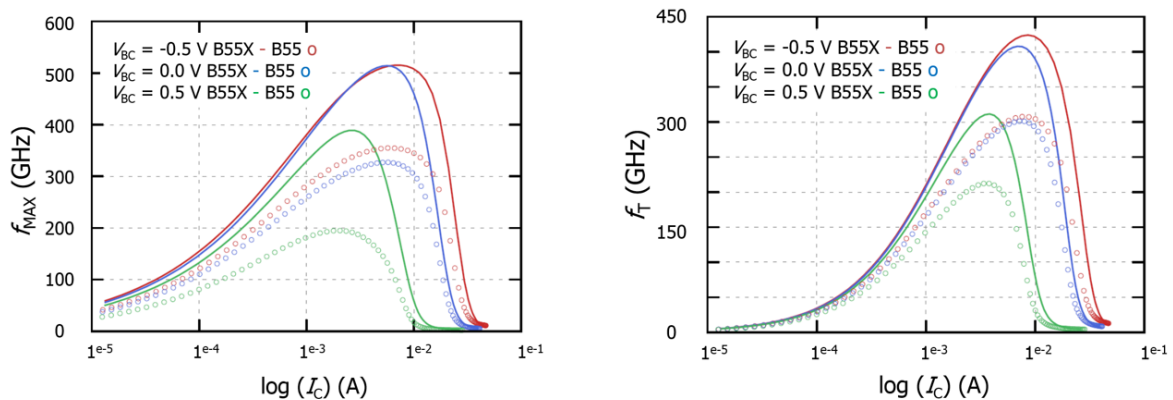 600
500
400
300
200
100
0
f_MAX (GHz)
V_BC = -0.5 V B55X - B55 o
V_BC = 0.0 V B55X - B55 o
V_BC = 0.5 V B55X - B55 o
1e-5
1e-4
1e-3
1e-2
1e-1
log (I_C) (A)
450
300
150
0
f_T (GHz)
V_BC = -0.5 V B55X - B55 o
V_BC = 0.0 V B55X - B55 o
V_BC = 0.5 V B55X - B55 o
1e-5
1e-4
1e-3
1e-2
1e-1
log (I_C) (A)